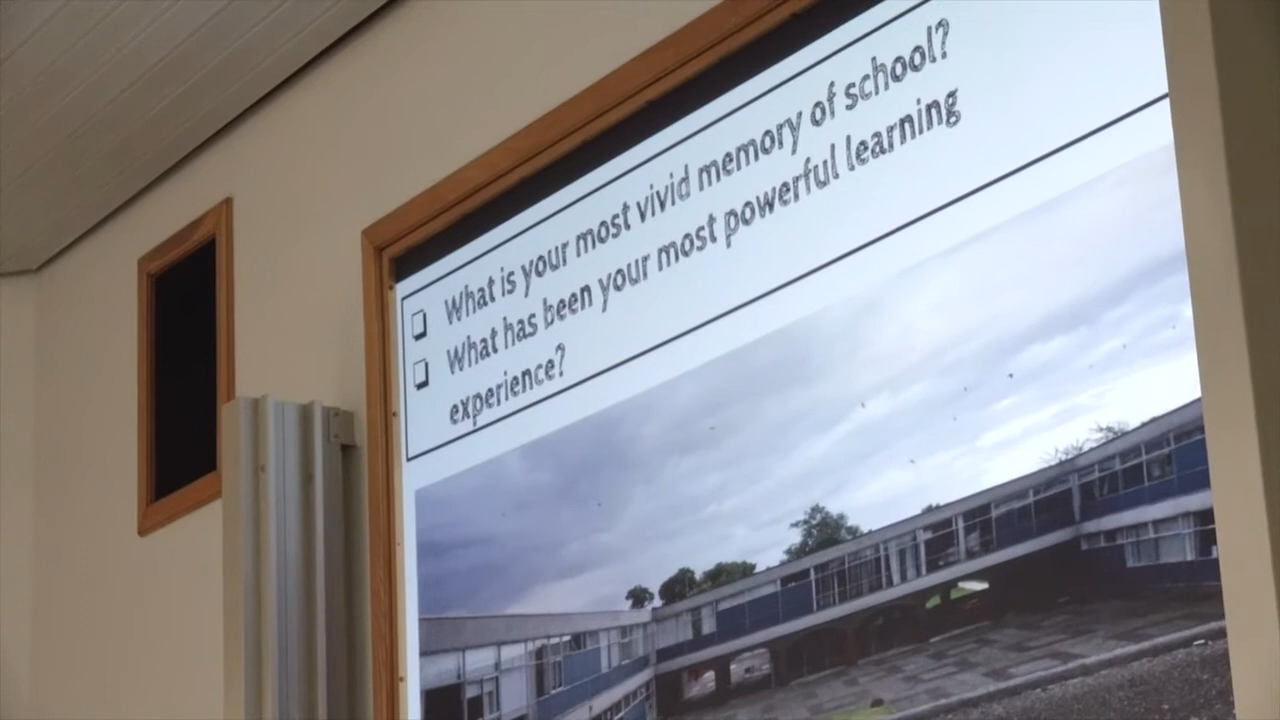 What is your most vivid memory of school?
What has been your most powerful learning
experience?